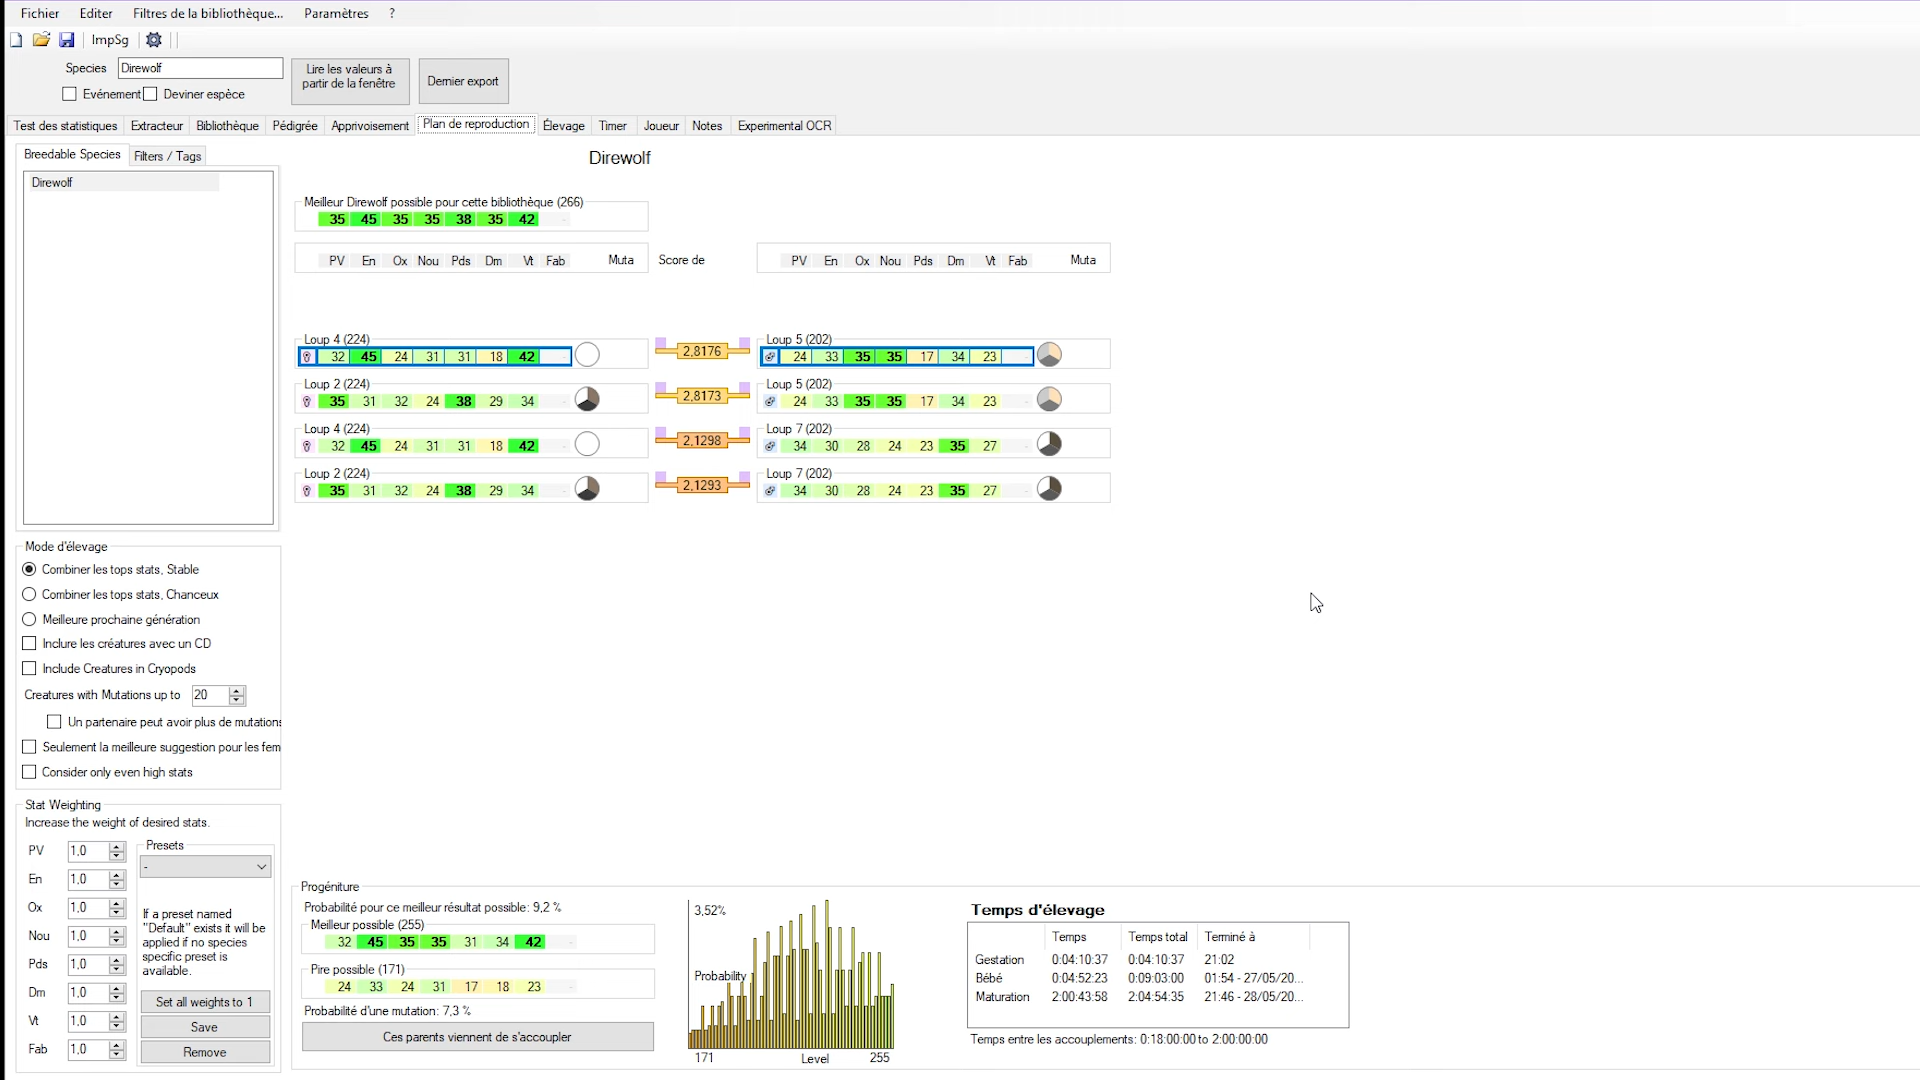 Fichier Editer Filtres de la bibliothèque... Paramètres ?
ImpSg
Species Direwolf
Lire les valeurs à
partir de la fenêtre
Dernier export
Evénement Deviner espèce
Test des statistiques Extracteur Bibliothèque Pédigrée Apprivoisement Plan de reproduction Élevage Timer Joueur Notes Experimental OCR
Breedable Species Filters / Tags
Direwolf
Direwolf
Meilleur Direwolf possible pour cette bibliothèque (266)
35 45 35 35 38 35 42 -
PV En Ox Nou Pds Dm Vt Fab Muta Score de PV En Ox Nou Pds Dm Vt Fab Muta
Loup 4 (224) Loup 5 (202)
32 45 24 31 31 18 42 - 2,8176 24 33 35 35 17 34 23 -
Loup 2 (224) Loup 5 (202)
35 31 32 24 38 29 34 - 2,8173 24 33 35 35 17 34 23 -
Loup 4 (224) Loup 7 (202)
32 45 24 31 31 18 42 - 2,1298 34 30 28 24 23 35 27 -
Loup 2 (224) Loup 7 (202)
35 31 32 24 38 29 34 - 2,1293 34 30 28 24 23 35 27 -
Mode d'élevage
Combiner les tops stats, Stable
Combiner les tops stats, Chanceux
Meilleure prochaine génération
Inclure les créatures avec un CD
Include Creatures in Cryopods
Creatures with Mutations up to 20
Un partenaire peut avoir plus de mutations
Seulement la meilleure suggestion pour les fem
Consider only even high stats
Stat Weighting
Increase the weight of desired stats.
PV 1,0
En 1,0
Ox 1,0
Nou 1,0
Pds 1,0
Dm 1,0
Vt 1,0
Fab 1,0
Presets
-
If a preset named
"Default" exists it will be
applied if no species
specific preset is
available.
Set all weights to 1
Save
Remove
Progéniture
Probabilité pour ce meilleur résultat possible: 9,2 %
Meilleur possible (255)
32 45 35 35 31 34 42 -
Pire possible (171)
24 33 24 31 17 18 23 -
Probabilité d'une mutation: 7,3 %
Ces parents viennent de s'accoupler
3,52%
Probability
171 Level 255
Temps d'élevage
Temps Temps total Terminé à
Gestation 0:04:10:37 0:04:10:37 21:02
Bébé 0:04:52:23 0:09:03:00 01:54 - 27/05/20...
Maturation 2:00:43:58 2:04:54:35 21:46 - 28/05/20...
Temps entre les accouplements: 0:18:00:00 to 2:00:00:00